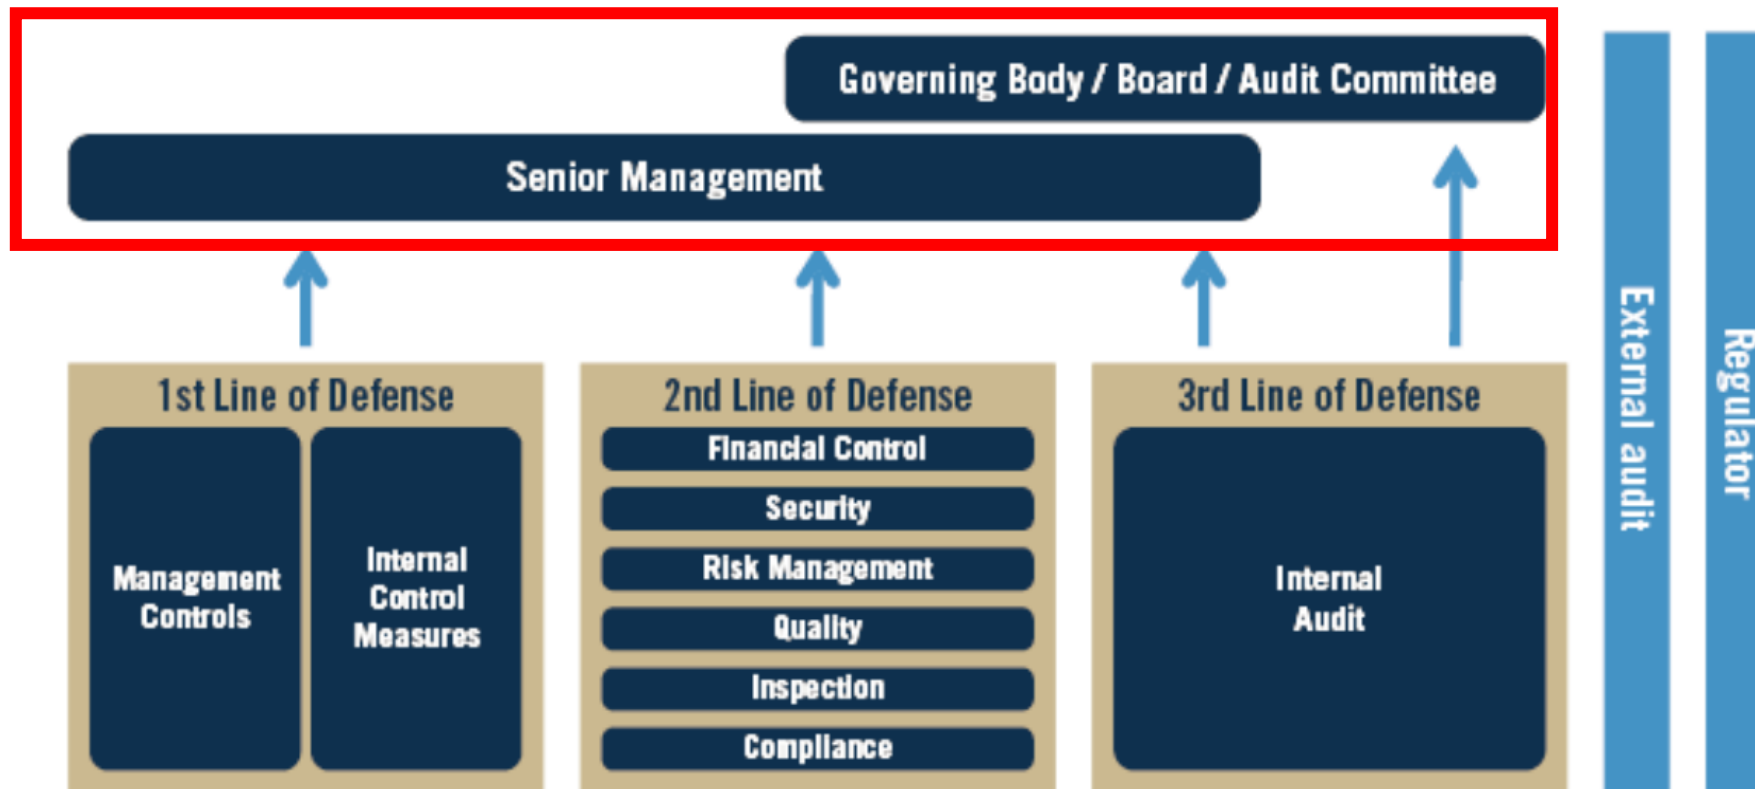 Governing Body / Board / Audit Committee
Senior Management
1st Line of Defense
Management
Controls
Internal
Control
Measures
2nd Line of Defense
Financial Control
Security
Risk Management
Quality
Inspection
Compliance
3rd Line of Defense
Internal
Audit
External audit
Regulator